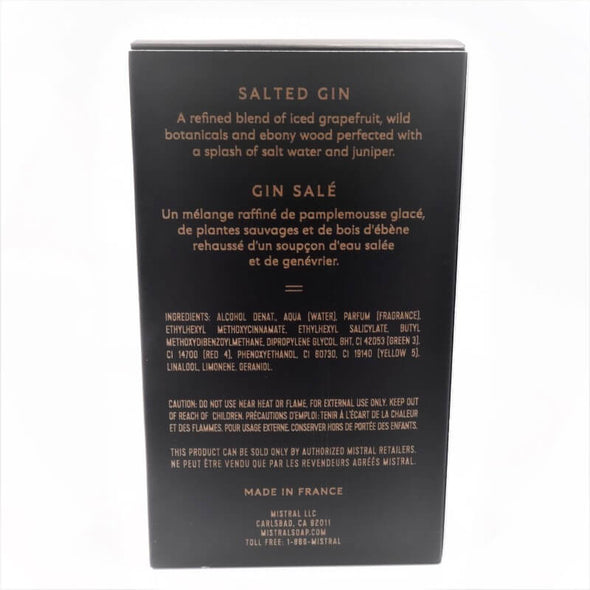 SALTED GIN
A refined blend of iced grapefruit, wild
botanicals and ebony wood perfected with
a splash of salt water and juniper.
GIN SALÉ
Un mélange raffiné de pamplemousse glacé,
de plantes sauvages et de bois d'ébène
rehaussé d'un soupçon d'eau salée
et de genévrier.
INGREDIENTS: ALCOHOL DENAT., AQUA (WATER), PARFUM (FRAGRANCE),
ETHYLHEXYL METHOXYCINNAMATE, ETHYLHEXYL SALICYLATE, BUTYL
METHOXYDIBENZOYLMETHANE, DIPROPYLENE GLYCOL, BHT, CI 42053 (GREEN 3),
CI 14700 (RED 4), PHENOXYETHANOL, CI 60730, CI 19140 (YELLOW 5),
LINALOOL, LIMONENE, GERANIOL.
CAUTION: DO NOT USE NEAR HEAT OR FLAME, FOR EXTERNAL USE ONLY. KEEP OUT
OF REACH OF CHILDREN. PRÉCAUTIONS D'EMPLOI: TENIR À L'ÉCART DE LA CHALEUR
ET DES FLAMMES. POUR USAGE EXTERNE. CONSERVER HORS DE PORTÉE DES ENFANTS.
THIS PRODUCT CAN BE SOLD ONLY BY AUTHORIZED MISTRAL RETAILERS.
NE PEUT ÊTRE VENDU QUE PAR LES REVENDEURS AGRÉÉS MISTRAL.
MADE IN FRANCE
MISTRAL LLC
CARLSBAD, CA 92011
MISTRALSOAP.COM
TOLL FREE: 1-866-MISTRAL